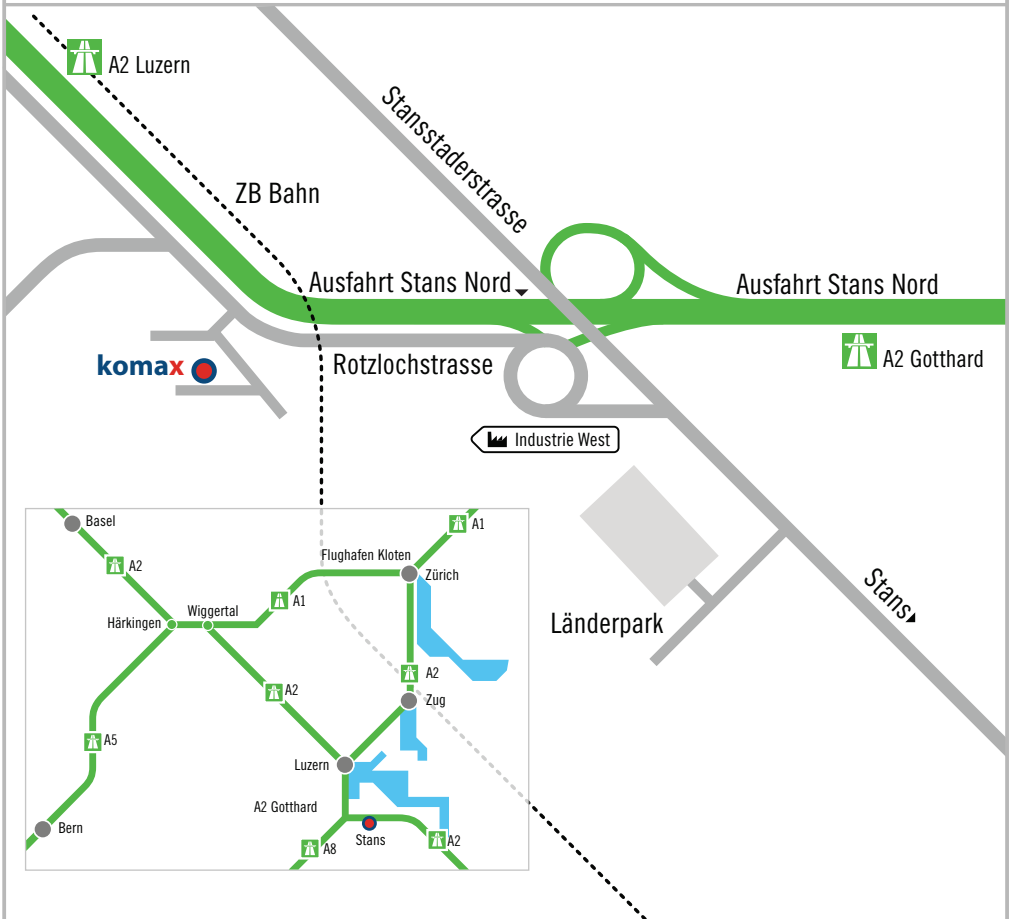 A2 Luzern
Stansstaderstrasse
ZB Bahn
Ausfahrt Stans Nord
Ausfahrt Stans Nord
A2 Gotthard
komax
Rotzlochstrasse
Industrie West
Länderpark
Stans
Basel
A1
A2
Flughafen Kloten
Zürich
A1
Wiggertal
Härkingen
A2
A2
Zug
A5
Luzern
A2 Gotthard
Bern
Stans
A8
A2